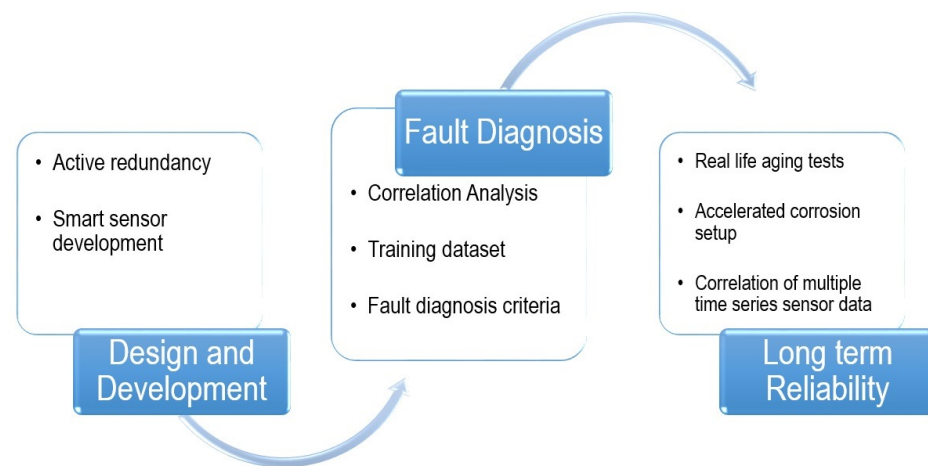 • Active redundancy
• Smart sensor
development
Design and
Development
Fault Diagnosis
• Correlation Analysis
• Training dataset
• Fault diagnosis criteria
• Real life aging tests
• Accelerated corrosion
setup
• Correlation of multiple
time series sensor data
Long term
Reliability